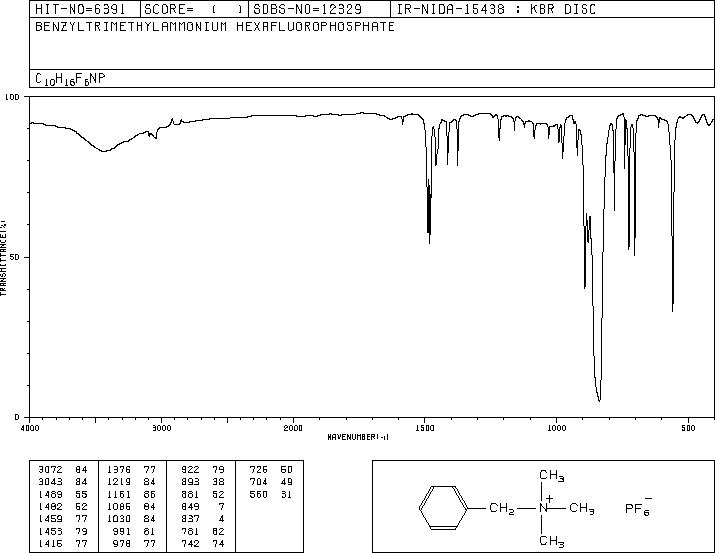 HIT-NO=6391 SCORE= ( ) SDBS-NO=12329 IR-NIDA-15438 : KBR DISC
BENZYLTRIMETHYLAMMONIUM HEXAFLUOROPHOSPHATE
C10H16F6NP
100
50
0
TRANSMITTANCE(%)
4000 3000 2000 1500 1000 500
WAVENUMBER(-1)
3072 84 1376 77 922 79 726 50
3043 84 1219 84 893 38 704 49
1489 55 1161 86 881 52 560 31
1482 52 1086 84 849 7
1459 77 1030 84 837 4
1453 79 991 81 781 62
1415 77 978 77 742 74
CH3
CH2 N+ CH3 PF6−
CH3